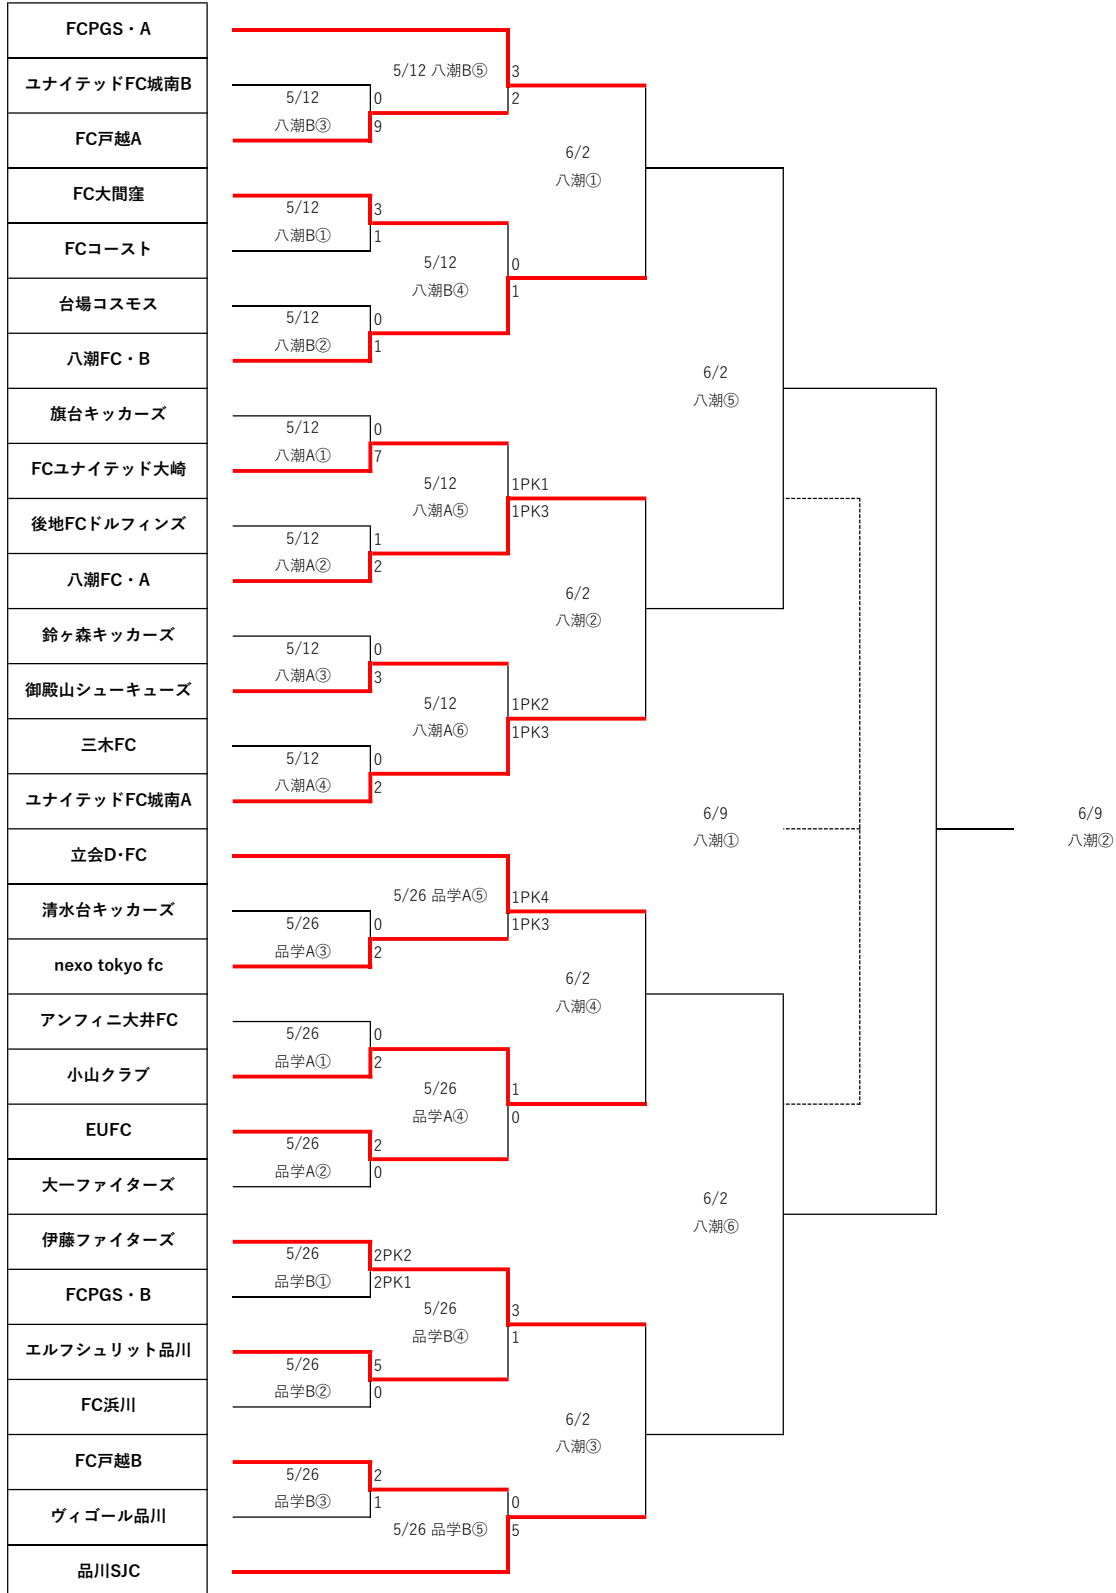 FCPGS・A
5/12 八潮B⑤
3
ユナイテッドFC城南B
5/12
0
2
八潮B③
9
FC戸越A
6/2
八潮①
FC大間窪
5/12
3
八潮B①
1
FCコースト
5/12
0
八潮B④
1
台場コスモス
5/12
0
八潮B②
1
八潮FC・B
6/2
八潮⑤
旗台キッカーズ
5/12
0
八潮A①
7
FCユナイテッド大崎
5/12
1PK1
八潮A⑤
1PK3
後地FCドルフィンズ
5/12
1
八潮A②
2
八潮FC・A
6/2
八潮②
鈴ヶ森キッカーズ
5/12
0
八潮A③
3
御殿山シューキューズ
5/12
1PK2
八潮A⑥
1PK3
三木FC
5/12
0
八潮A④
2
ユナイテッドFC城南A
6/9
八潮①
6/9
八潮②
立会D・FC
5/26 品学A⑤
1PK4
清水台キッカーズ
5/26
0
1PK3
品学A③
2
nexo tokyo fc
6/2
八潮④
アンフィニ大井FC
5/26
0
品学A①
2
小山クラブ
5/26
1
品学A④
0
EUFC
5/26
2
品学A②
0
大一ファイターズ
6/2
八潮⑥
伊藤ファイターズ
5/26
2PK2
品学B①
2PK1
FCPGS・B
5/26
3
品学B④
1
エルフシュリット品川
5/26
5
品学B②
0
FC浜川
6/2
八潮③
FC戸越B
5/26
2
品学B③
1
ヴィゴール品川
0
5/26 品学B⑤
5
品川SJC